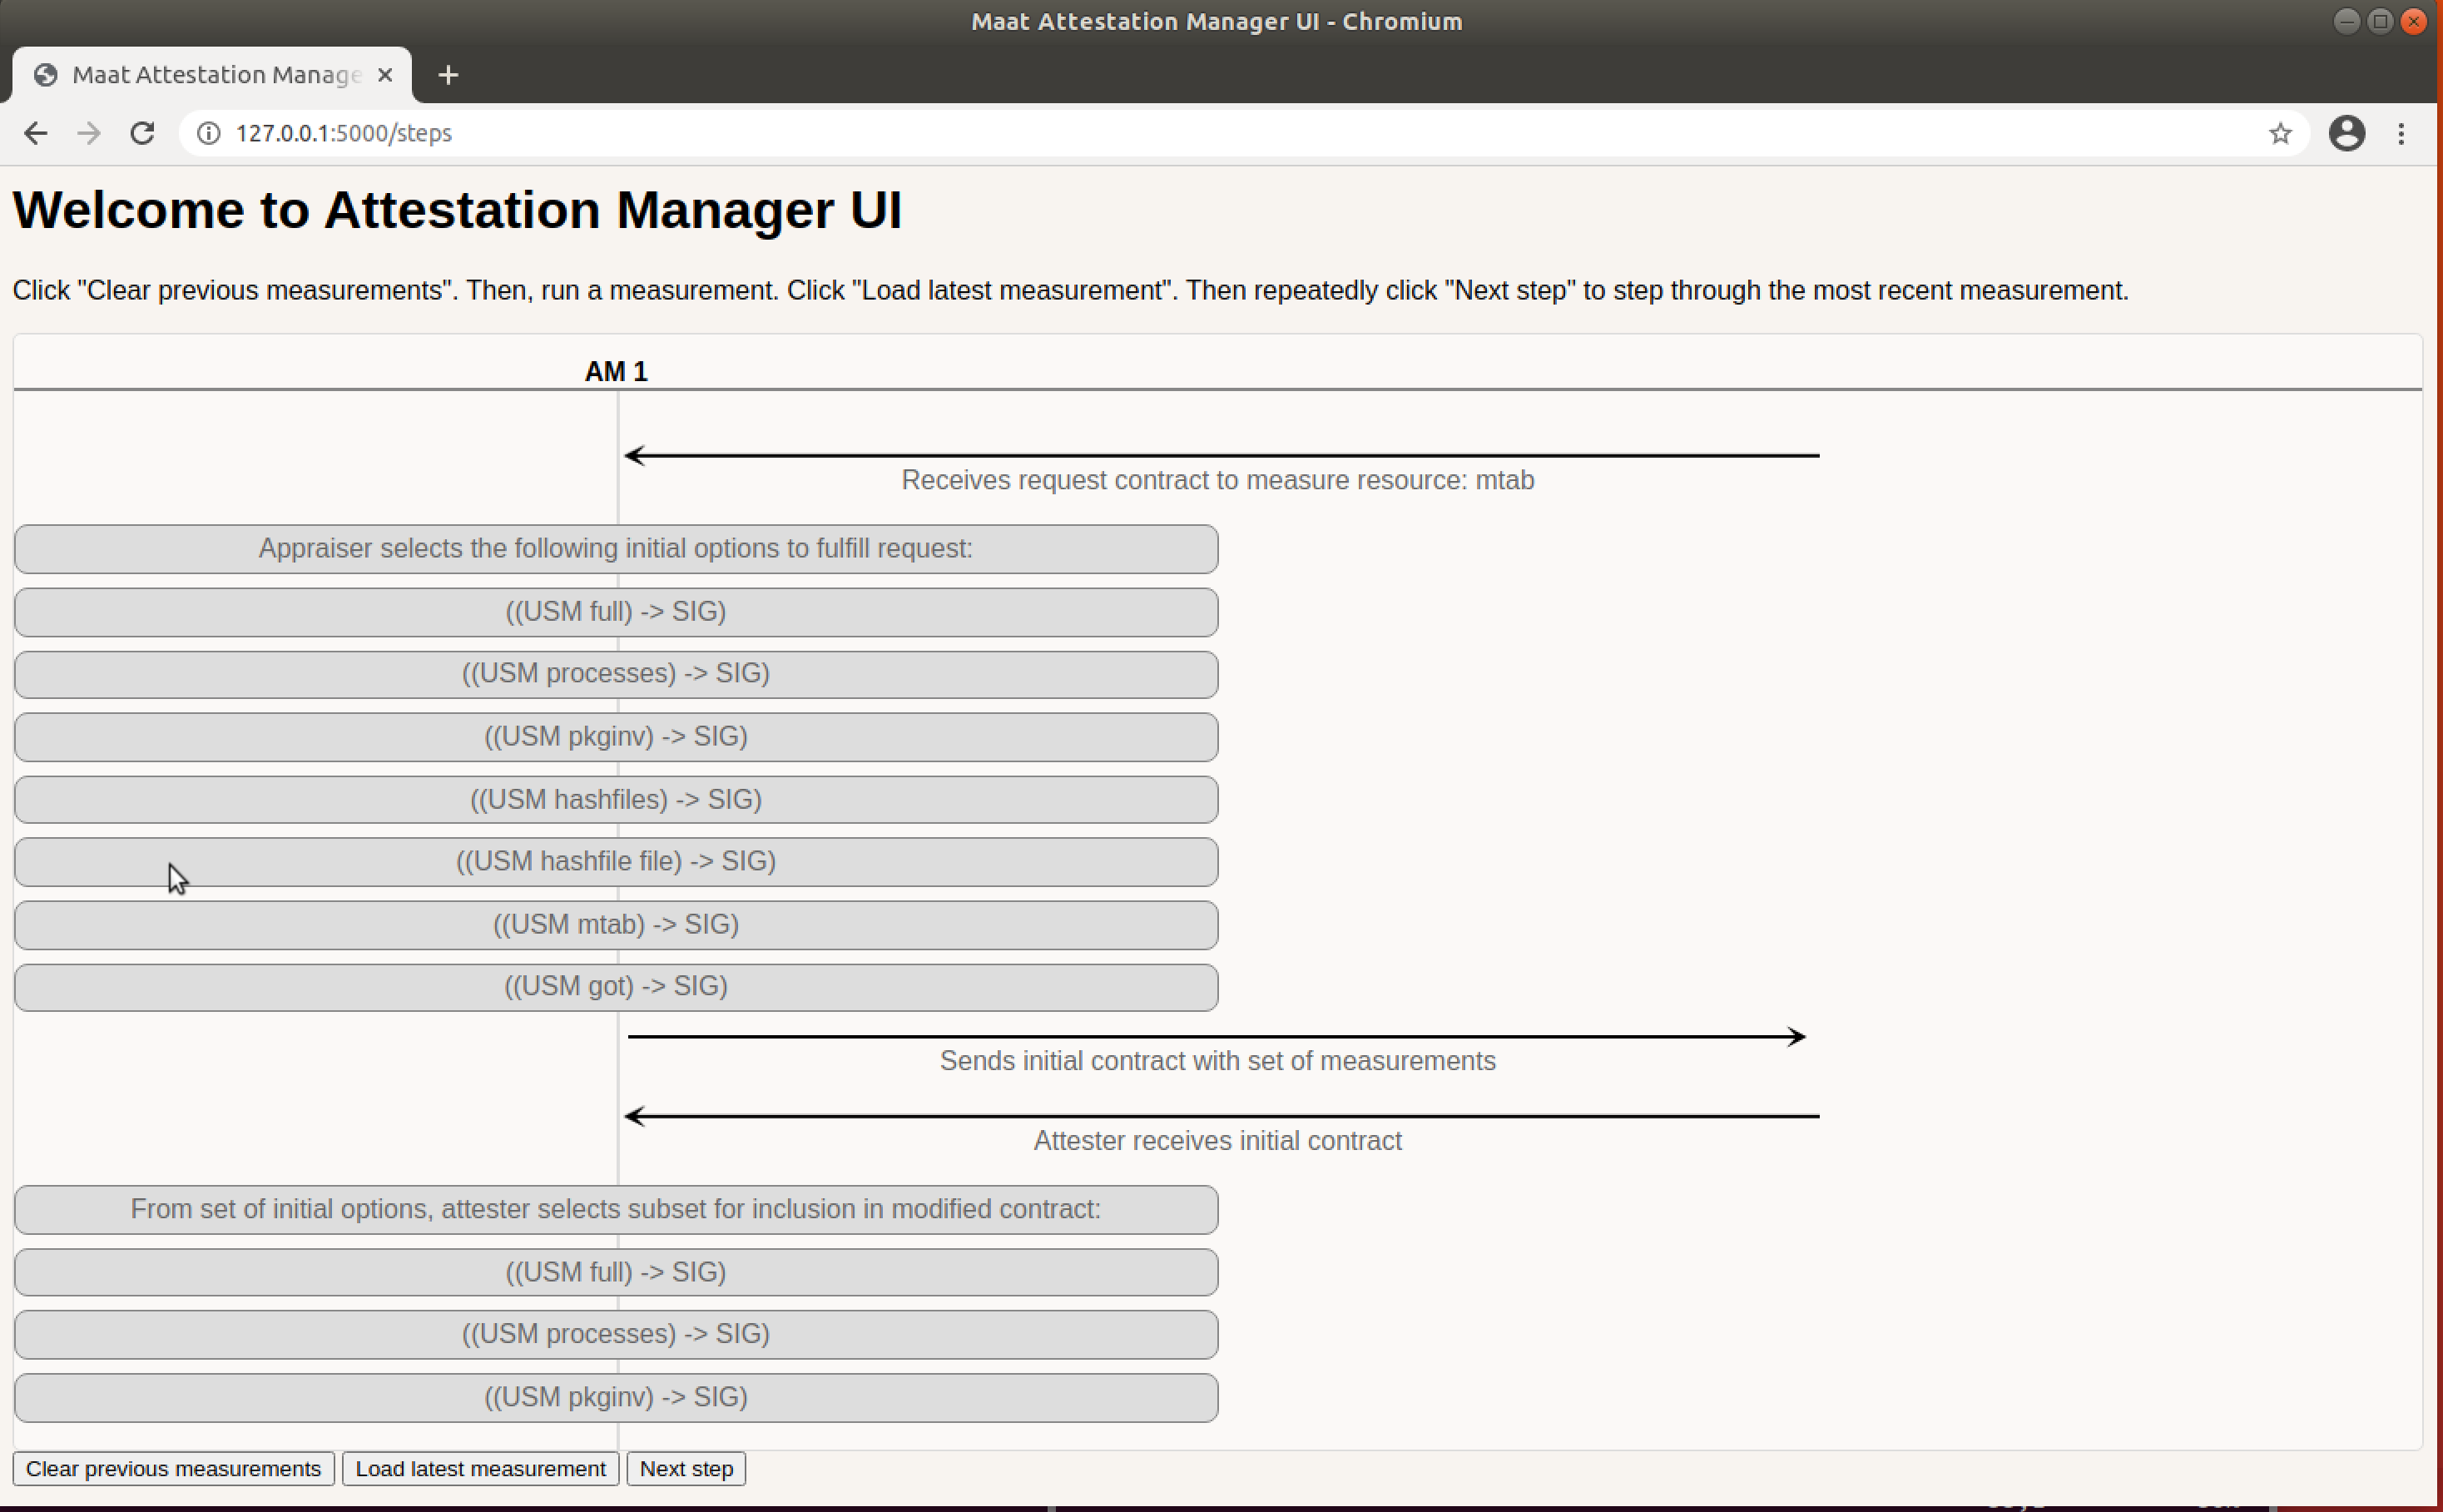 Maat Attestation Manager UI - Chromium
Maat Attestation Manage
127.0.0.1:5000/steps
Welcome to Attestation Manager UI
Click "Clear previous measurements". Then, run a measurement. Click "Load latest measurement". Then repeatedly click "Next step" to step through the most recent measurement.
AM 1
Receives request contract to measure resource: mtab
Appraiser selects the following initial options to fulfill request:
((USM full) -> SIG)
((USM processes) -> SIG)
((USM pkginv) -> SIG)
((USM hashfiles) -> SIG)
((USM hashfile file) -> SIG)
((USM mtab) -> SIG)
((USM got) -> SIG)
Sends initial contract with set of measurements
Attester receives initial contract
From set of initial options, attester selects subset for inclusion in modified contract:
((USM full) -> SIG)
((USM processes) -> SIG)
((USM pkginv) -> SIG)
Clear previous measurements Load latest measurement Next step